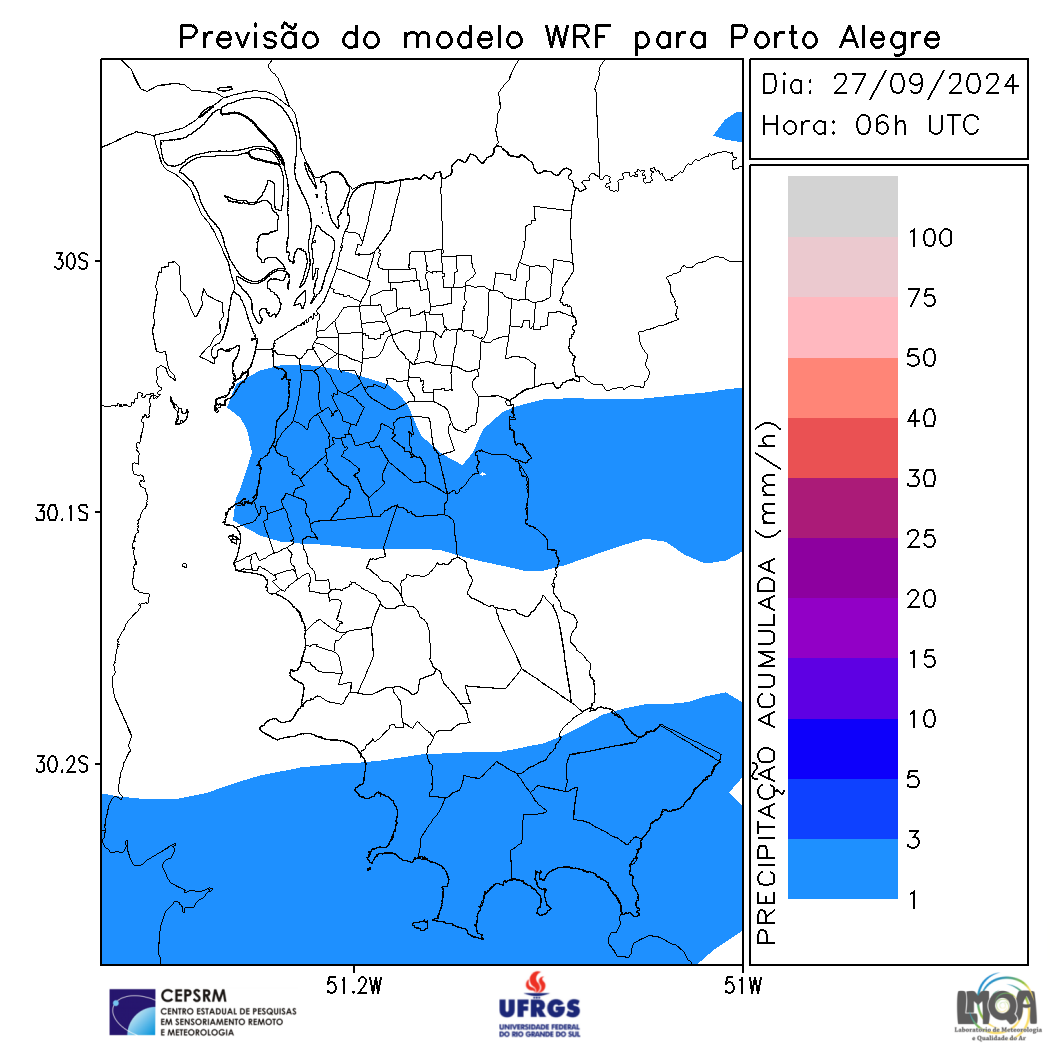 Previsão do modelo WRF para Porto Alegre
Dia: 27/09/2024
Hora: 06h UTC
PRECIPITAÇÃO ACUMULADA (mm/h)
100
75
50
40
30
25
20
15
10
5
3
1
30S
30.1S
30.2S
51.2W
51W
CEPSRM
CENTRO ESTADUAL DE PESQUISAS
EM SENSORIAMENTO REMOTO
E METEOROLOGIA
UFRGS
UNIVERSIDADE FEDERAL
DO RIO GRANDE DO SUL
LMQA
Laboratório de Meteorologia
e Qualidade do Ar